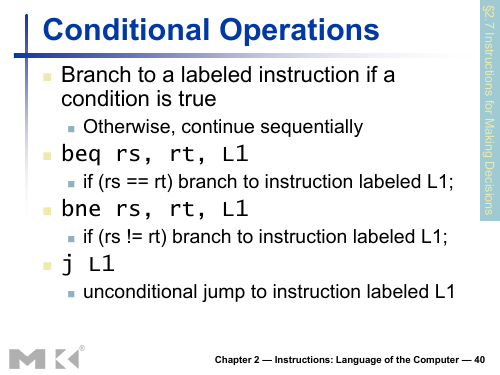 Conditional Operations
§2.7 Instructions for Making Decisions
Branch to a labeled instruction if a
condition is true
Otherwise, continue sequentially
beq rs, rt, L1
if (rs == rt) branch to instruction labeled L1;
bne rs, rt, L1
if (rs != rt) branch to instruction labeled L1;
j L1
unconditional jump to instruction labeled L1
MK®
Chapter 2 — Instructions: Language of the Computer — 40